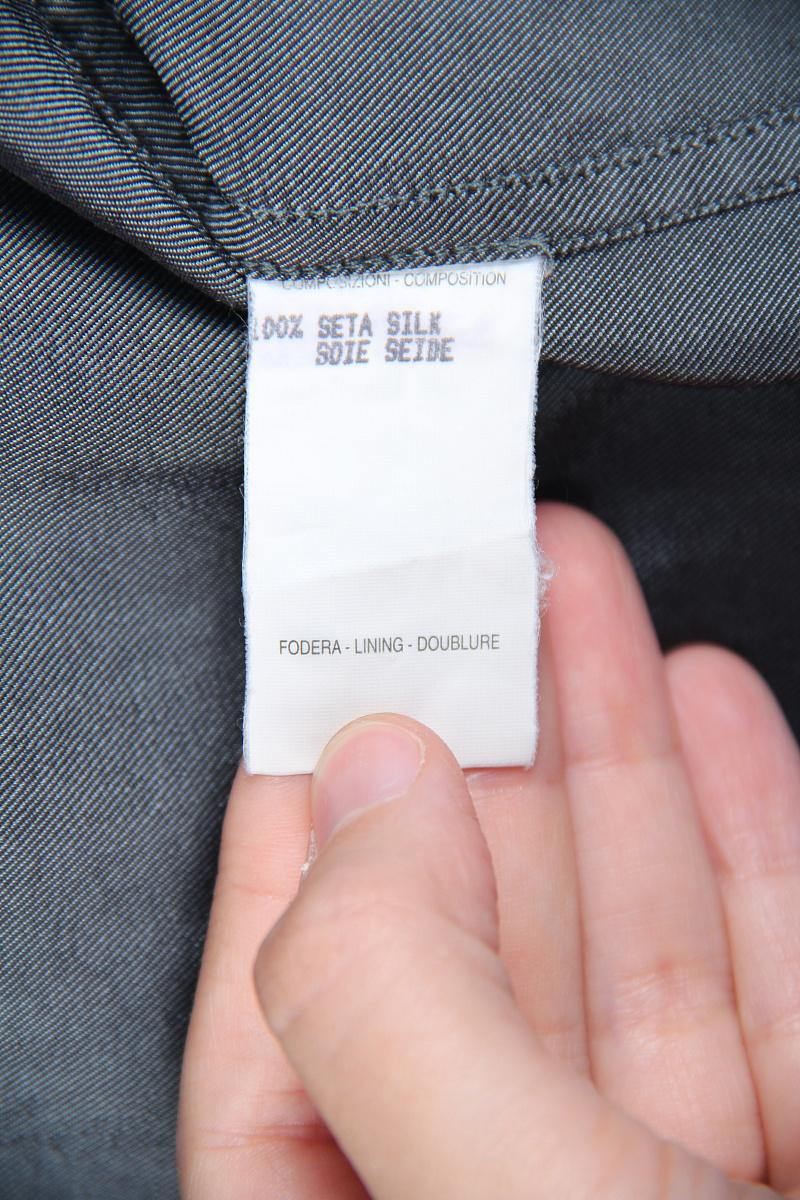 COMPOSIZIONI - COMPOSITION
100% SETA SILK
SOIE SEIDE
FODERA - LINING - DOUBLURE